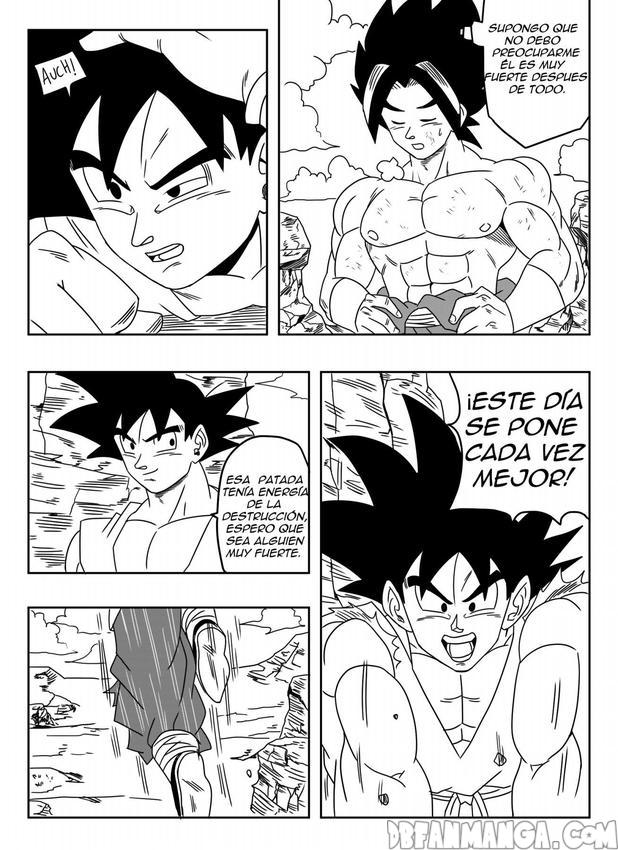 AUCH!
SUPONGO QUE
NO DEBO
PREOCUPARME
ÉL ES MUY
FUERTE DESPUES
DE TODO.
ESA PATADA
TENÍA ENERGÍA
DE LA
DESTRUCCIÓN,
ESPERO QUE
SEA ALGUIEN
MUY FUERTE.
¡ESTE DÍA
SE PONE
CADA VEZ
MEJOR!
DBFANMANGA.COM